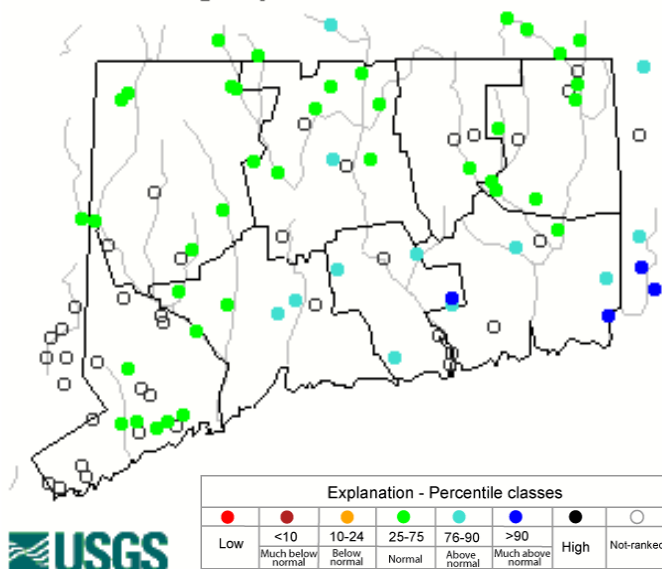 Explanation - Percentile classes
Low
<10
Much below normal
10-24
Below normal
25-75
Normal
76-90
Above normal
>90
Much above normal
High
Not-ranked
USGS